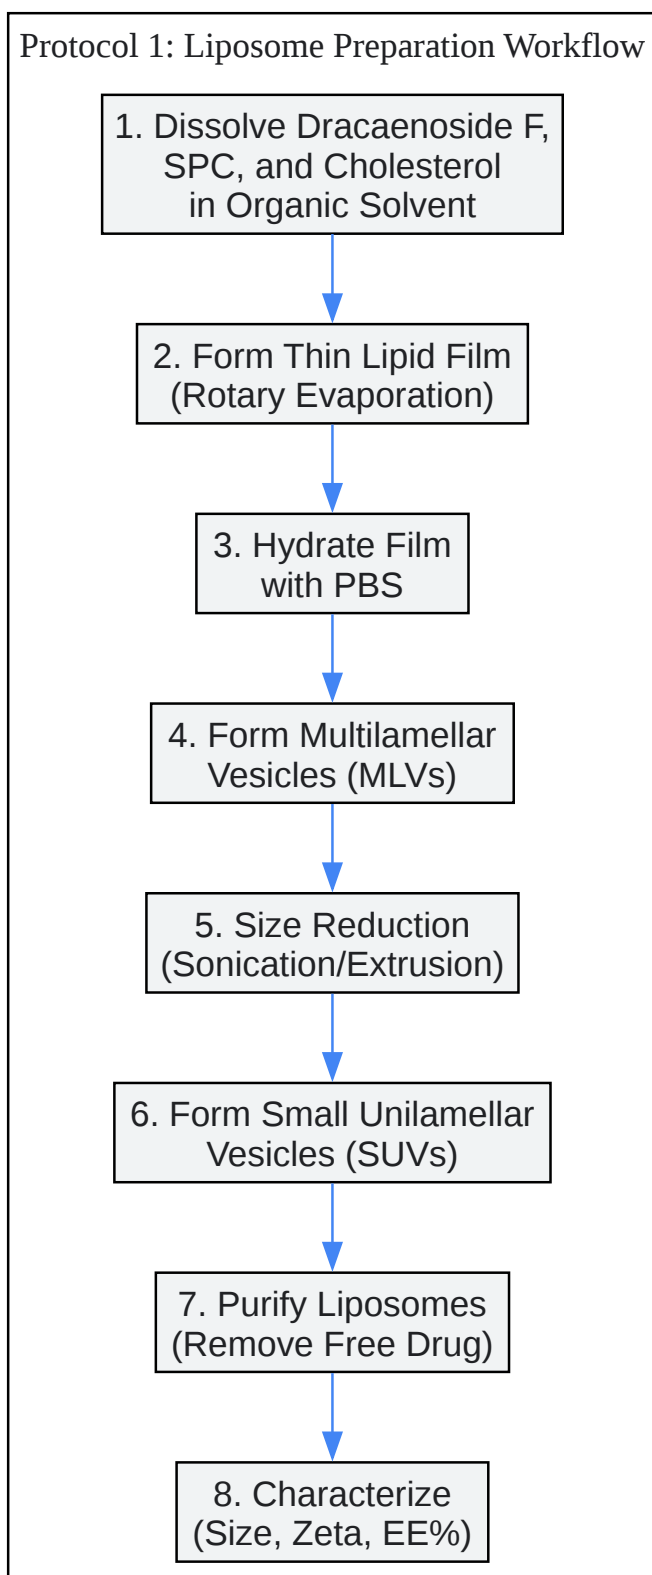 Protocol 1: Liposome Preparation Workflow
1. Dissolve Dracaenoside F,
SPC, and Cholesterol
in Organic Solvent
2. Form Thin Lipid Film
(Rotary Evaporation)
3. Hydrate Film
with PBS
4. Form Multilamellar
Vesicles (MLVs)
5. Size Reduction
(Sonication/Extrusion)
6. Form Small Unilamellar
Vesicles (SUVs)
7. Purify Liposomes
(Remove Free Drug)
8. Characterize
(Size, Zeta, EE%)